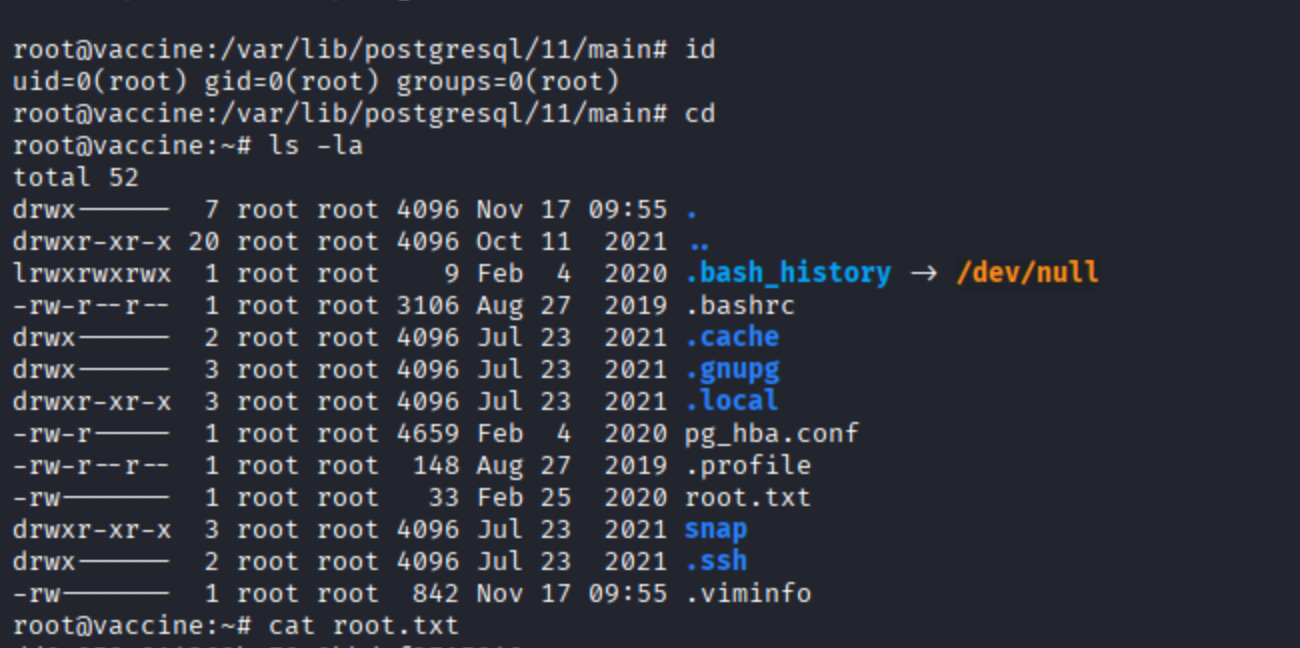 root@vaccine:/var/lib/postgresql/11/main# id
uid=0(root) gid=0(root) groups=0(root)
root@vaccine:/var/lib/postgresql/11/main# cd
root@vaccine:~# ls -la
total 52
drwx------  7 root root 4096 Nov 17 09:55 .
drwxr-xr-x 20 root root 4096 Oct 11  2021 ..
lrwxrwxrwx  1 root root    9 Feb  4  2020 .bash_history → /dev/null
-rw-r--r--  1 root root 3106 Aug 27  2019 .bashrc
drwx------  2 root root 4096 Jul 23  2021 .cache
drwx------  3 root root 4096 Jul 23  2021 .gnupg
drwxr-xr-x  3 root root 4096 Jul 23  2021 .local
-rw-r-----  1 root root 4659 Feb  4  2020 pg_hba.conf
-rw-r--r--  1 root root  148 Aug 27  2019 .profile
-rw-------  1 root root   33 Feb 25  2020 root.txt
drwxr-xr-x  3 root root 4096 Jul 23  2021 snap
drwx------  2 root root 4096 Jul 23  2021 .ssh
-rw-------  1 root root  842 Nov 17 09:55 .viminfo
root@vaccine:~# cat root.txt